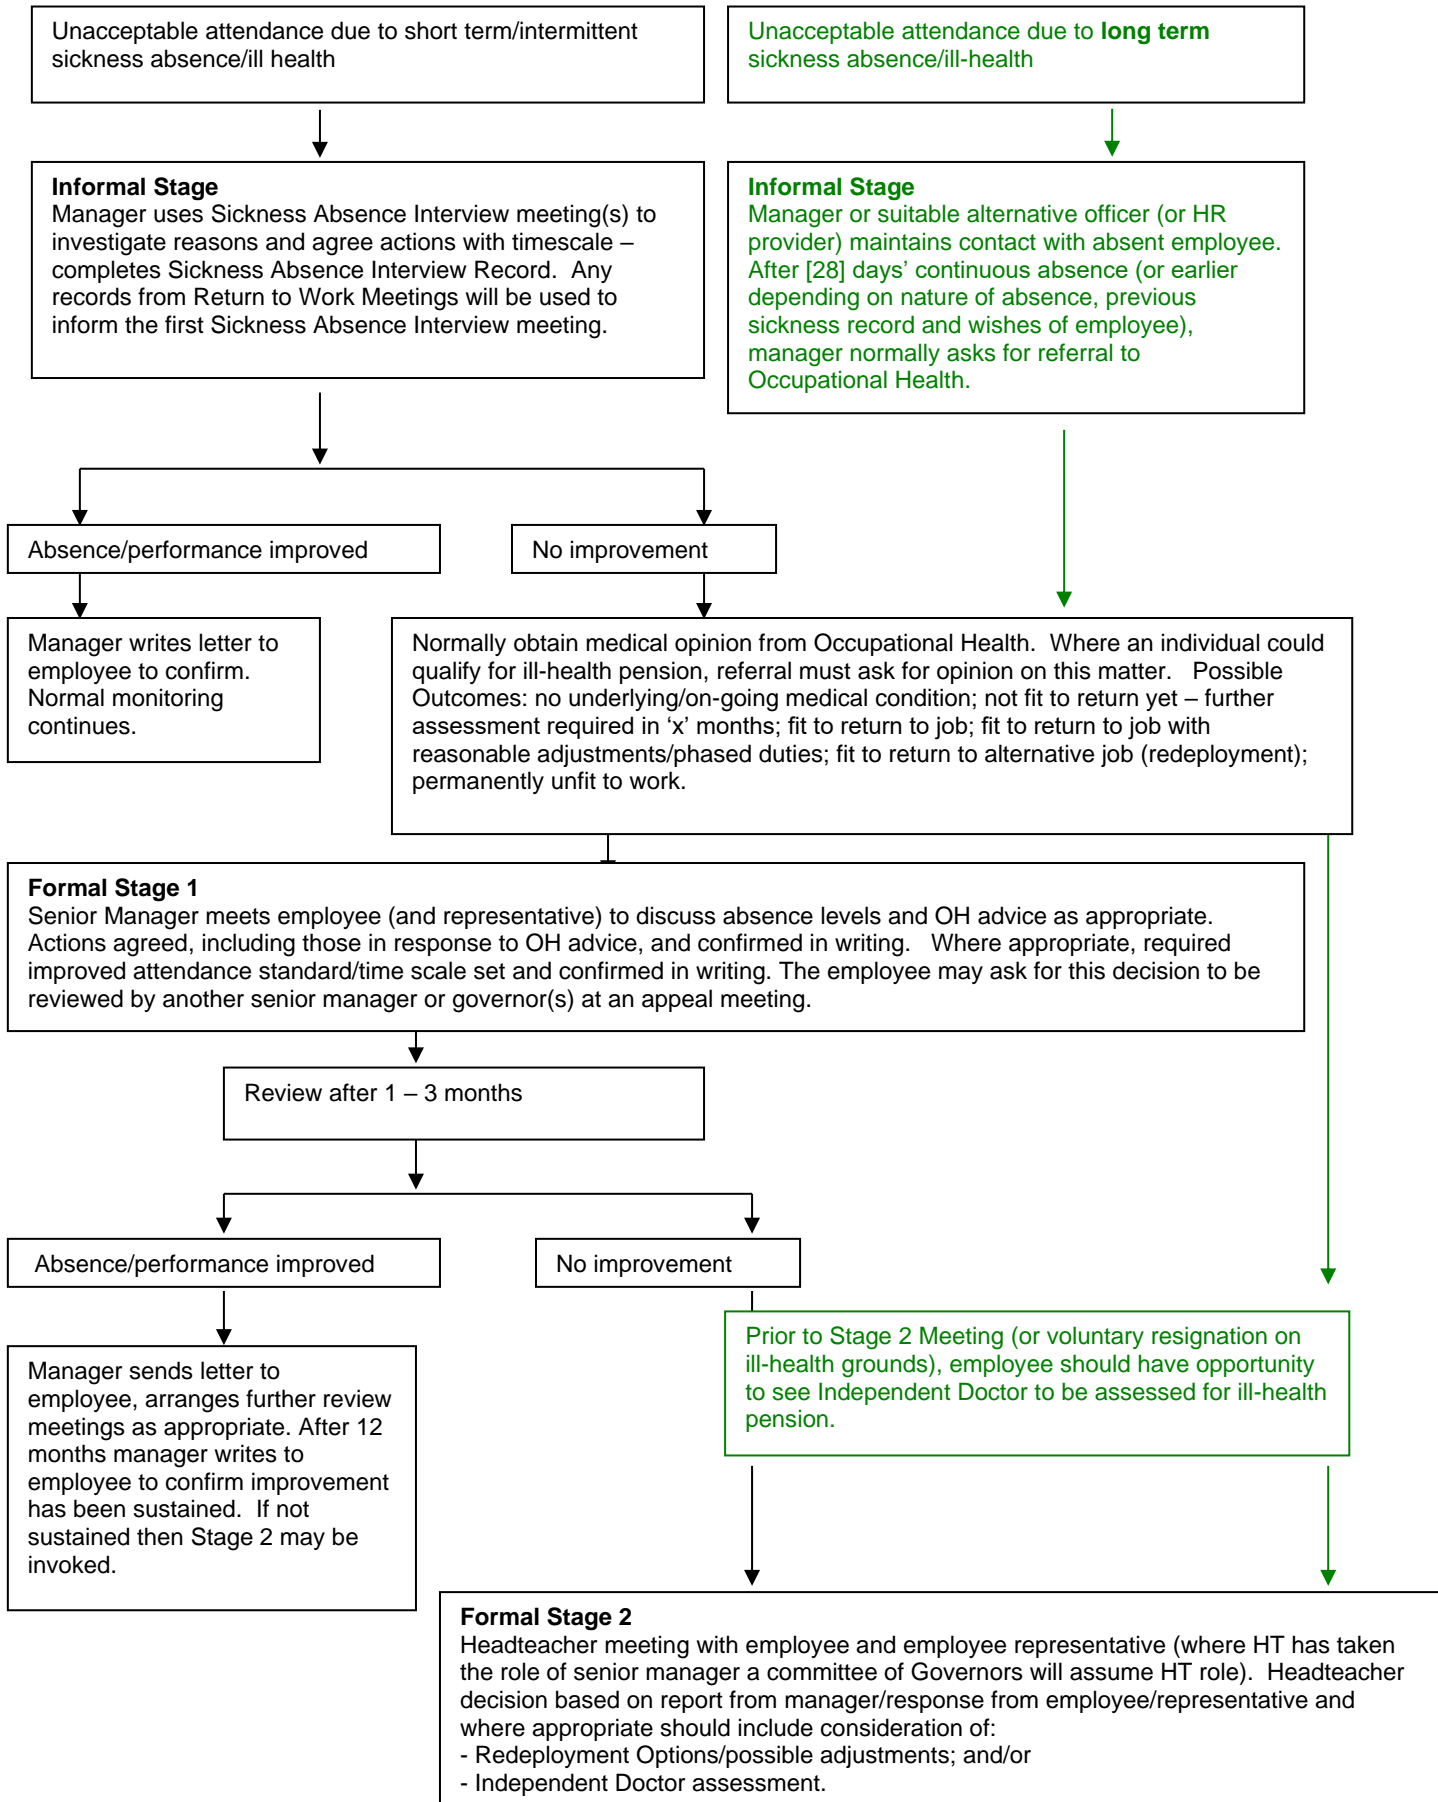 Unacceptable attendance due to short term/intermittent
sickness absence/ill health
Unacceptable attendance due to long term
sickness absence/ill-health
Informal Stage
Manager uses Sickness Absence Interview meeting(s) to
investigate reasons and agree actions with timescale –
completes Sickness Absence Interview Record.  Any
records from Return to Work Meetings will be used to
inform the first Sickness Absence Interview meeting.
Informal Stage
Manager or suitable alternative officer (or HR
provider) maintains contact with absent employee.
After [28] days’ continuous absence (or earlier
depending on nature of absence, previous
sickness record and wishes of employee),
manager normally asks for referral to
Occupational Health.
Absence/performance improved
No improvement
Manager writes letter to
employee to confirm.
Normal monitoring
continues.
Normally obtain medical opinion from Occupational Health.  Where an individual could
qualify for ill-health pension, referral must ask for opinion on this matter.   Possible
Outcomes: no underlying/on-going medical condition; not fit to return yet – further
assessment required in ‘x’ months; fit to return to job; fit to return to job with
reasonable adjustments/phased duties; fit to return to alternative job (redeployment);
permanently unfit to work.
Formal Stage 1
Senior Manager meets employee (and representative) to discuss absence levels and OH advice as appropriate.
Actions agreed, including those in response to OH advice, and confirmed in writing.   Where appropriate, required
improved attendance standard/time scale set and confirmed in writing. The employee may ask for this decision to be
reviewed by another senior manager or governor(s) at an appeal meeting.
Review after 1 – 3 months
Absence/performance improved
No improvement
Manager sends letter to
employee, arranges further review
meetings as appropriate. After 12
months manager writes to
employee to confirm improvement
has been sustained.  If not
sustained then Stage 2 may be
invoked.
Prior to Stage 2 Meeting (or voluntary resignation on
ill-health grounds), employee should have opportunity
to see Independent Doctor to be assessed for ill-health
pension.
Formal Stage 2
Headteacher meeting with employee and employee representative (where HT has taken
the role of senior manager a committee of Governors will assume HT role).  Headteacher
decision based on report from manager/response from employee/representative and
where appropriate should include consideration of:
- Redeployment Options/possible adjustments; and/or
- Independent Doctor assessment.